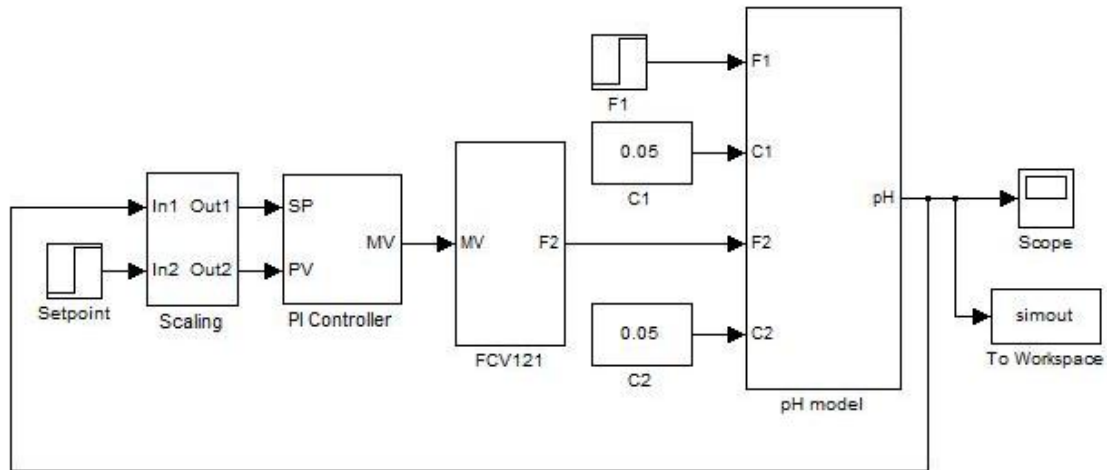 F1
F1
0.05
C1
C1
In1 Out1
SP
pH
MV
MV
F2
F2
Scope
In2 Out2
PV
Setpoint
Scaling
PI Controller
simout
0.05
C2
To Workspace
FCV121
C2
pH model